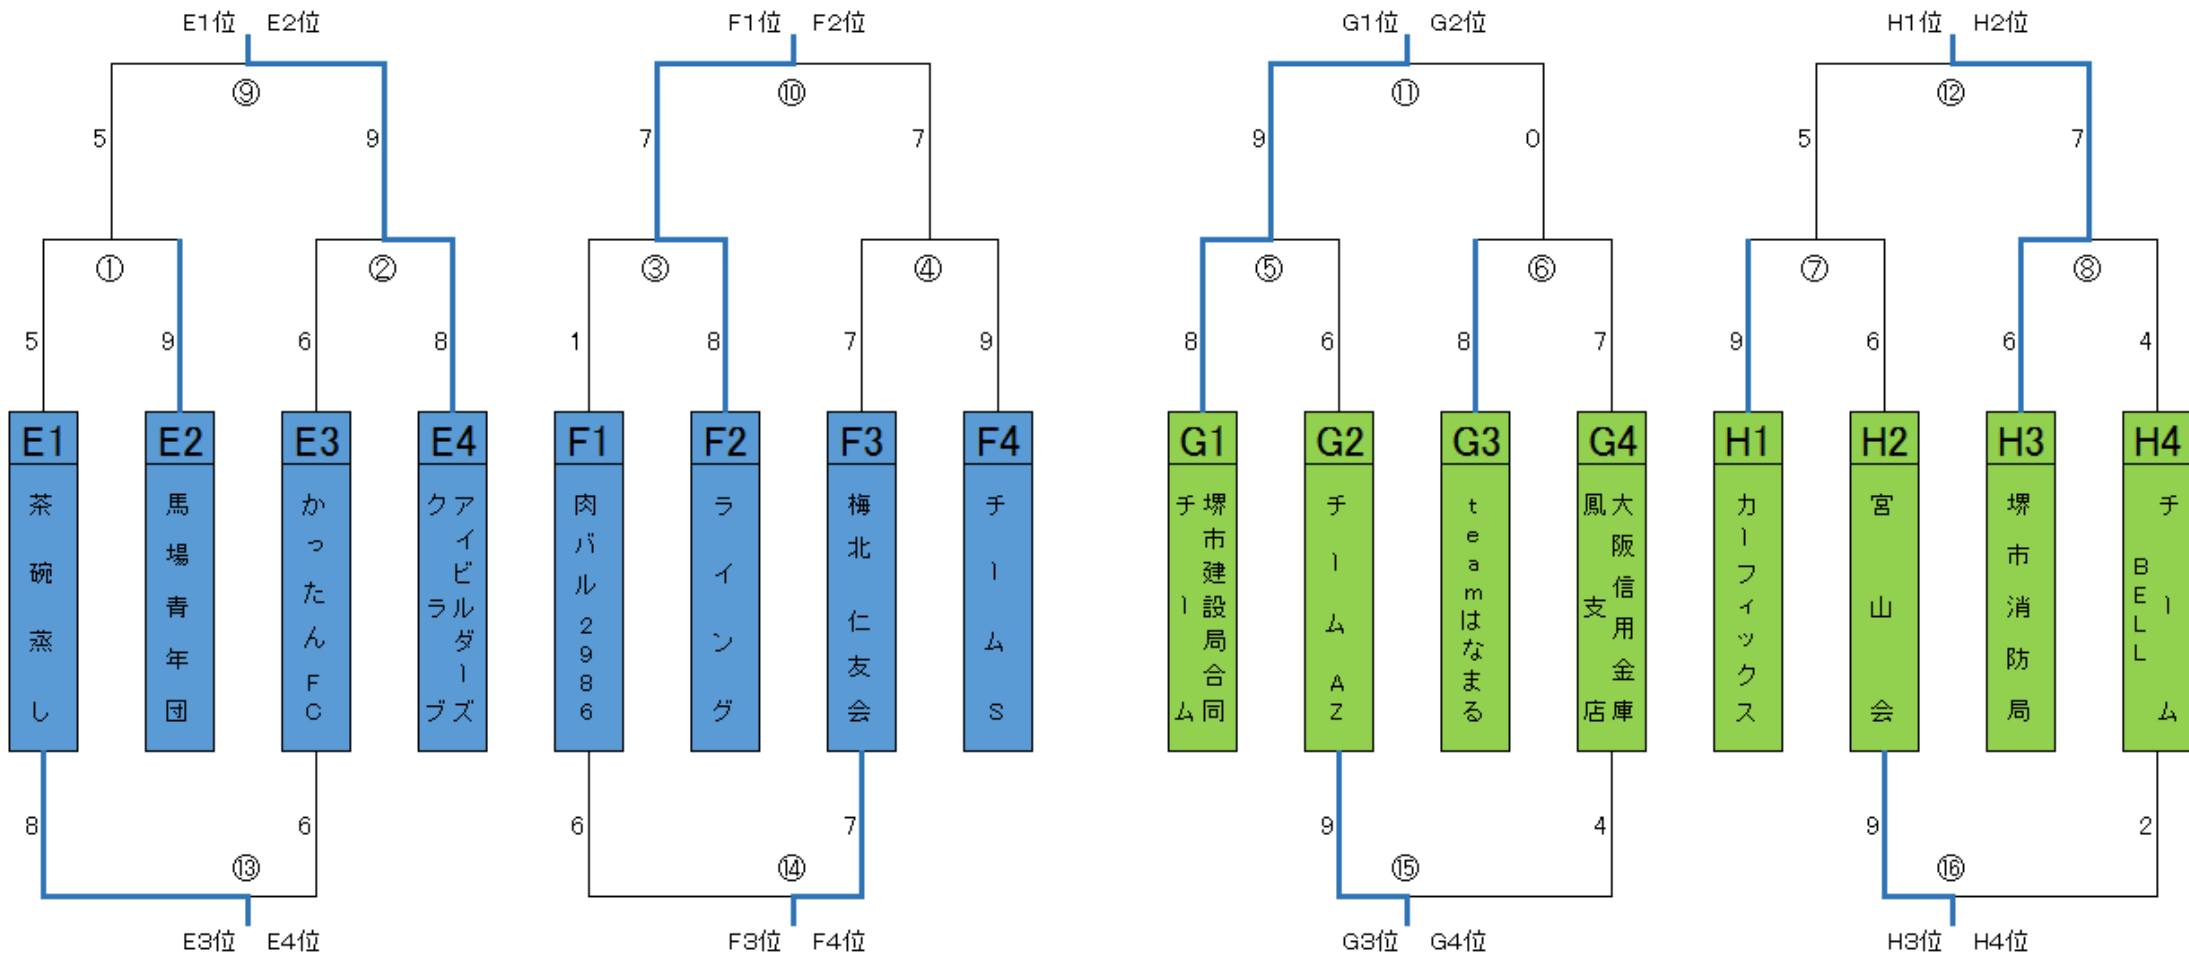 E1位 E2位
F1位 F2位
G1位 G2位
H1位 H2位
⑨
⑩
⑪
⑫
5
9
7
7
9
0
5
7
①
②
③
④
⑤
⑥
⑦
⑧
5
9
6
8
1
8
7
9
8
6
8
7
9
6
6
4
E1
E2
E3
E4
F1
F2
F3
F4
G1
G2
G3
G4
H1
H2
H3
H4
茶碗蒸し
馬場青年団
かったんFC
アイビルダーズ
クラブ
肉バル2986
ライング
梅北 仁友会
チームS
堺市建設局合同
チーム
チームAZ
teamはなまる
大阪信用金庫
鳳支店
カーフィックス
宮山会
堺市消防局
チーム
BELL
8
6
6
7
9
4
9
2
⑬
⑭
⑮
⑯
E3位 E4位
F3位 F4位
G3位 G4位
H3位 H4位